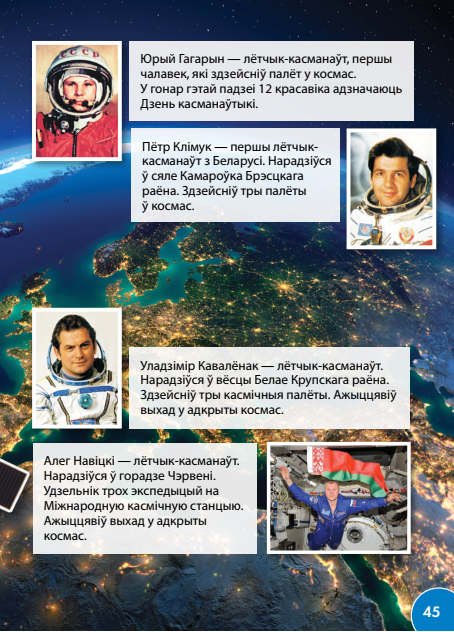 Юрый Гагарын — лётчык-касманаўт, першы
чалавек, які здзейсніў палёт у космас.
У гонар гэтай падзеі 12 красавіка адзначаюць
Дзень касманаўтыкі.
Пётр Клімук — першы лётчык-
касманаўт з Беларусі. Нарадзіўся
ў сяле Камароўка Брэсцкага
раёна. Здзейсніў тры палёты
ў космас.
Уладзімір Кавалёнак — лётчык-касманаўт.
Нарадзіўся ў вёсцы Белае Крупскага раёна.
Здзейсніў тры касмічныя палёты. Ажыццявіў
выхад у адкрыты космас.
Алег Навіцкі — лётчык-касманаўт.
Нарадзіўся ў горадзе Чэрвені.
Удзельнік трох экспедыцый на
Міжнародную касмічную станцыю.
Ажыццявіў выхад у адкрыты
космас.
45